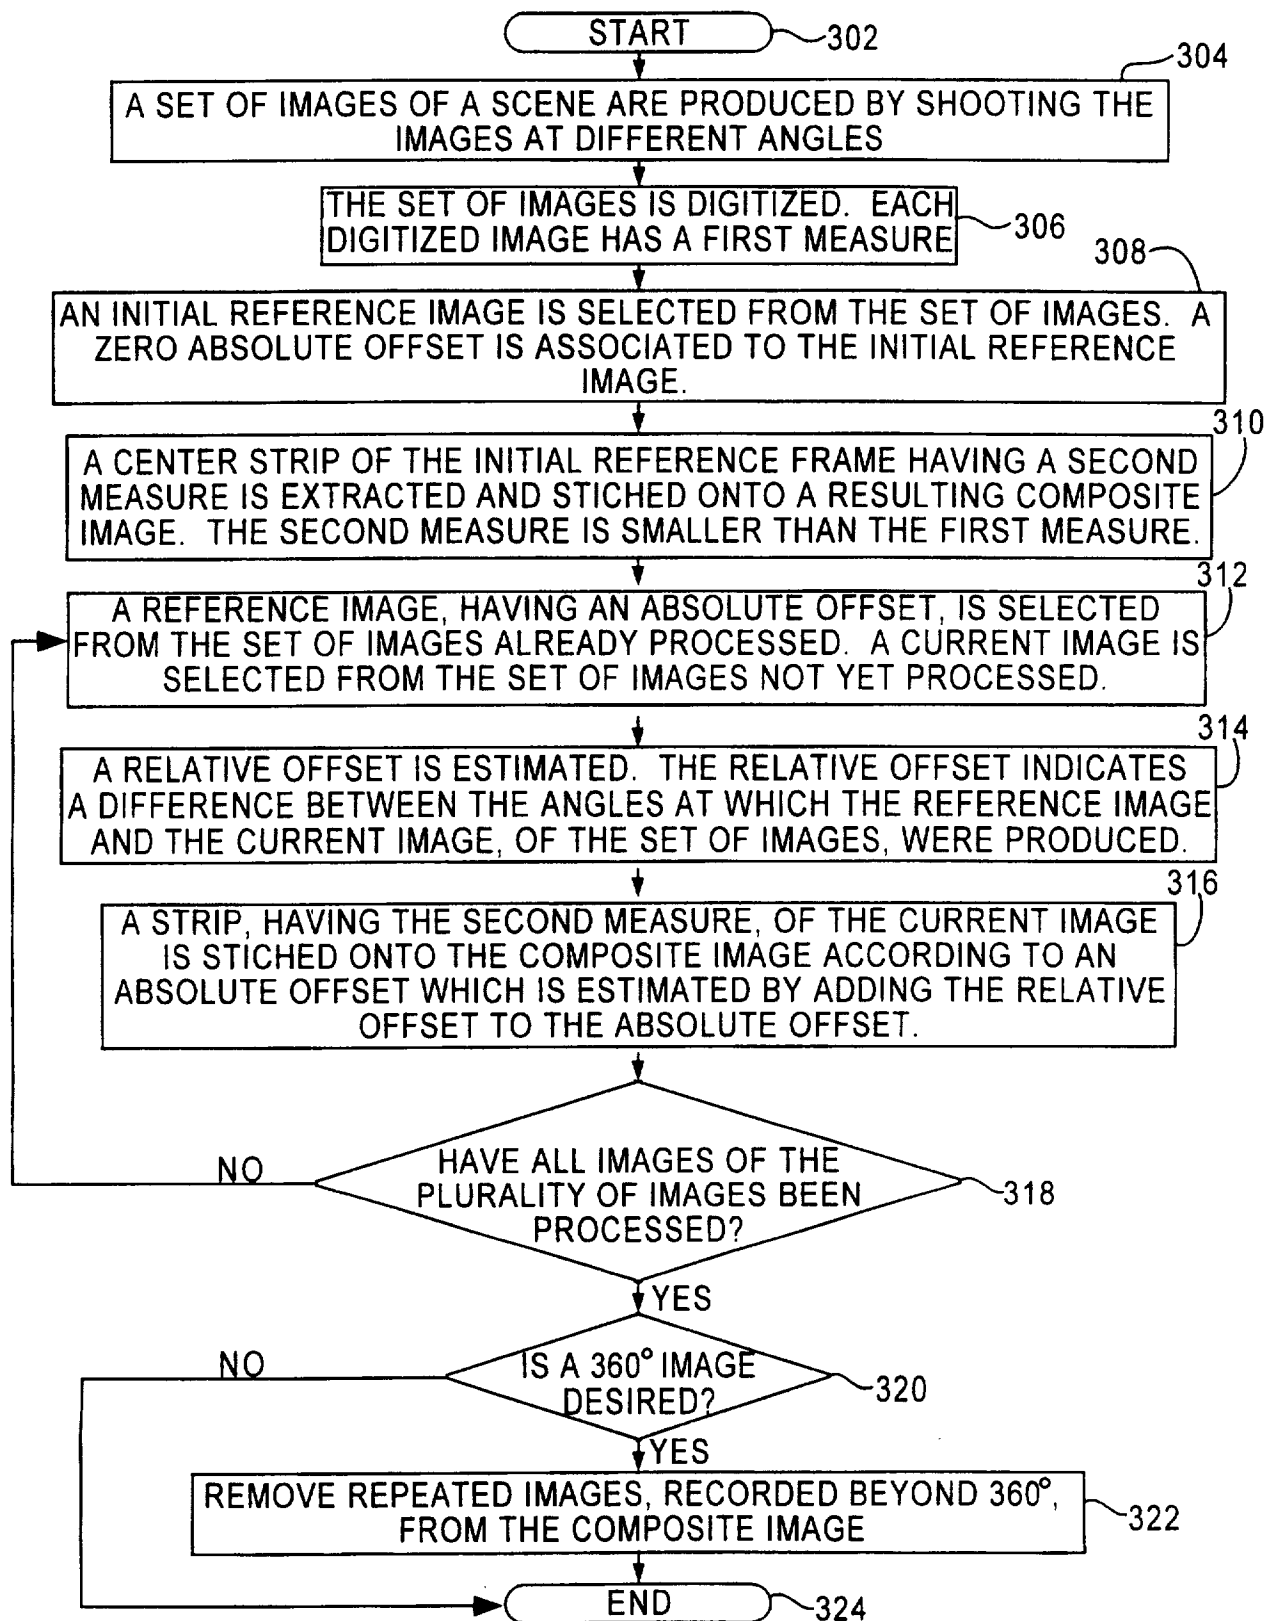 START
302
304
A SET OF IMAGES OF A SCENE ARE PRODUCED BY SHOOTING THE
IMAGES AT DIFFERENT ANGLES
THE SET OF IMAGES IS DIGITIZED. EACH
DIGITIZED IMAGE HAS A FIRST MEASURE
306
308
AN INITIAL REFERENCE IMAGE IS SELECTED FROM THE SET OF IMAGES. A
ZERO ABSOLUTE OFFSET IS ASSOCIATED TO THE INITIAL REFERENCE
IMAGE.
310
A CENTER STRIP OF THE INITIAL REFERENCE FRAME HAVING A SECOND
MEASURE IS EXTRACTED AND STICHED ONTO A RESULTING COMPOSITE
IMAGE. THE SECOND MEASURE IS SMALLER THAN THE FIRST MEASURE.
312
A REFERENCE IMAGE, HAVING AN ABSOLUTE OFFSET, IS SELECTED
FROM THE SET OF IMAGES ALREADY PROCESSED. A CURRENT IMAGE IS
SELECTED FROM THE SET OF IMAGES NOT YET PROCESSED.
314
A RELATIVE OFFSET IS ESTIMATED. THE RELATIVE OFFSET INDICATES
A DIFFERENCE BETWEEN THE ANGLES AT WHICH THE REFERENCE IMAGE
AND THE CURRENT IMAGE, OF THE SET OF IMAGES, WERE PRODUCED.
316
A STRIP, HAVING THE SECOND MEASURE, OF THE CURRENT IMAGE
IS STICHED ONTO THE COMPOSITE IMAGE ACCORDING TO AN
ABSOLUTE OFFSET WHICH IS ESTIMATED BY ADDING THE RELATIVE
OFFSET TO THE ABSOLUTE OFFSET.
NO
HAVE ALL IMAGES OF THE
PLURALITY OF IMAGES BEEN
PROCESSED?
318
YES
NO
IS A 360° IMAGE
DESIRED?
320
YES
REMOVE REPEATED IMAGES, RECORDED BEYOND 360°,
FROM THE COMPOSITE IMAGE
322
END
324